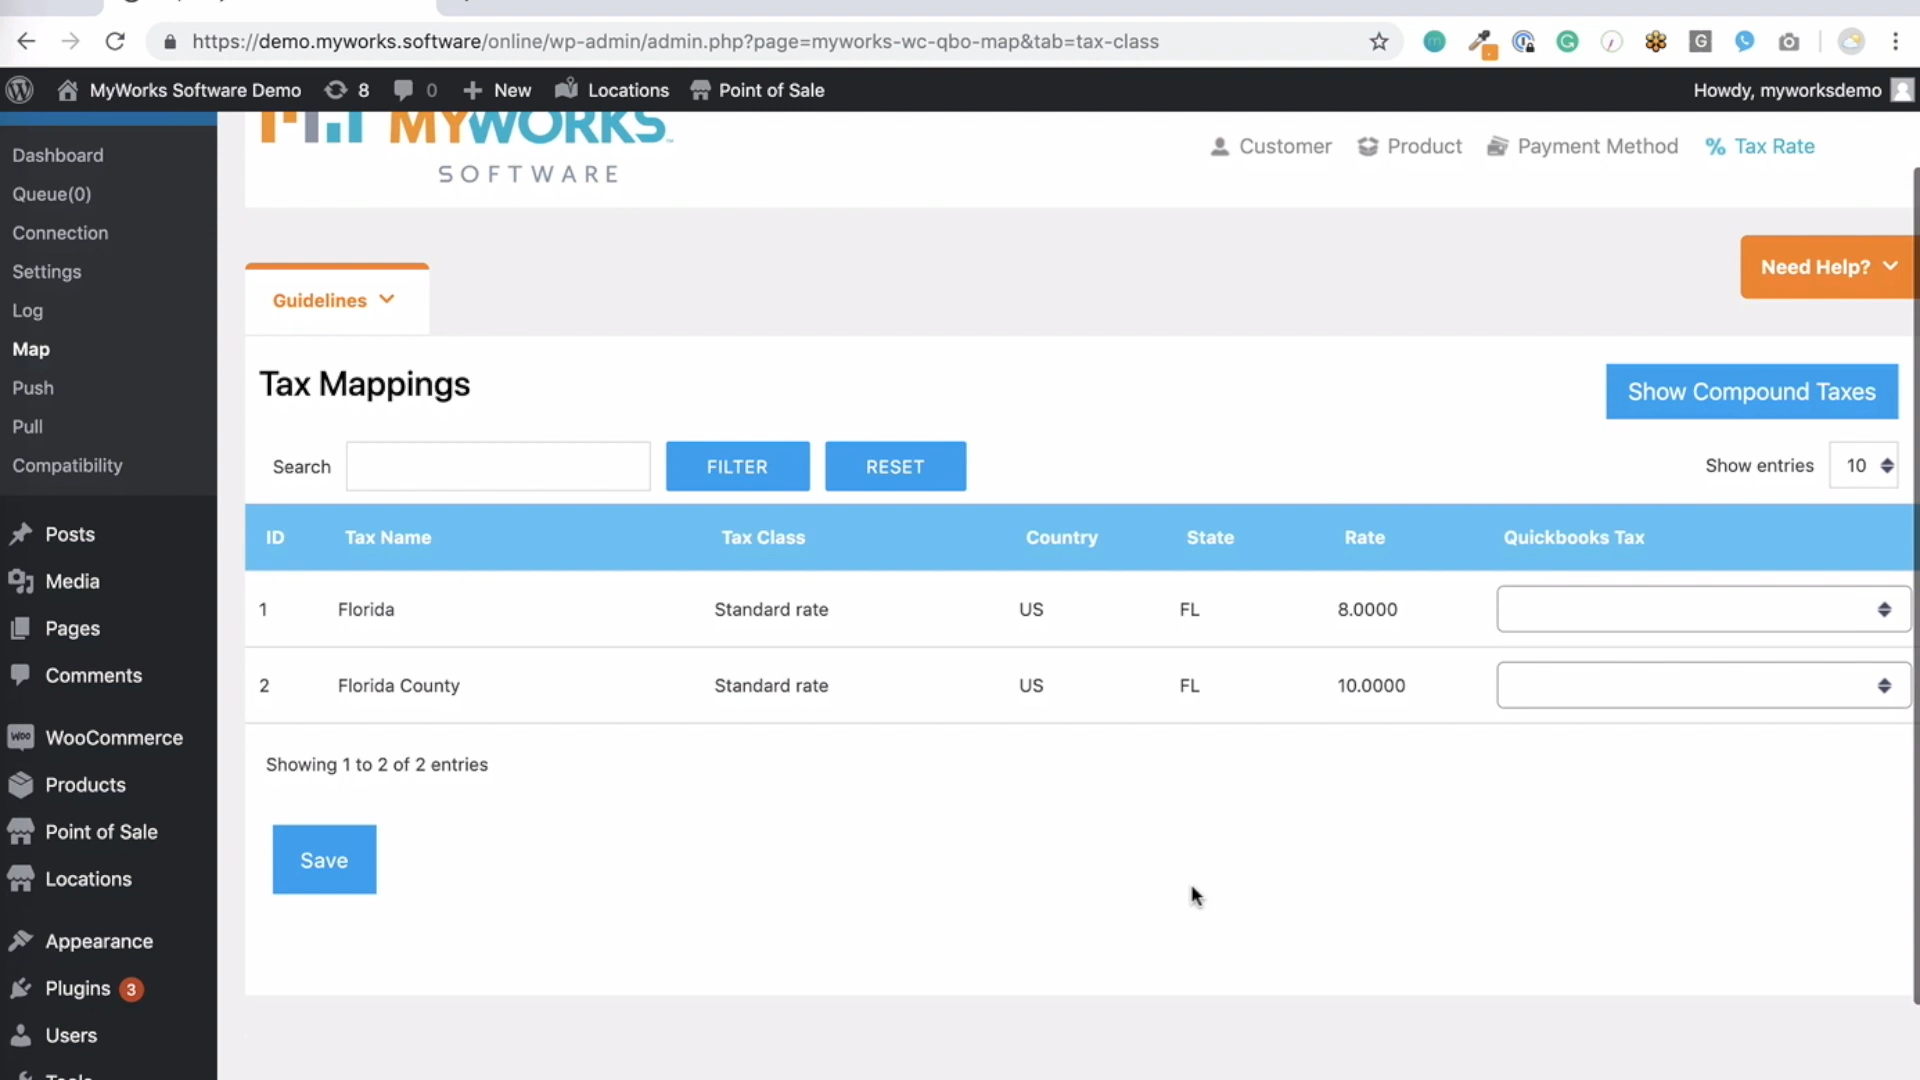 https://demo.myworks.software/online/wp-admin/admin.php?page=myworks-wc-qbo-map&tab=tax-class
MyWorks Software Demo 8 0 New Locations Point of Sale
Howdy, myworksdemo
MYWORKS
SOFTWARE
Customer Product Payment Method % Tax Rate
Dashboard
Queue(0)
Connection
Settings
Log
Map
Push
Pull
Compatibility
Posts
Media
Pages
Comments
WooCommerce
Products
Point of Sale
Locations
Appearance
Plugins 3
Users
Need Help?
Guidelines
Tax Mappings
Show Compound Taxes
Search FILTER RESET
Show entries 10
ID Tax Name Tax Class Country State Rate Quickbooks Tax
1 Florida Standard rate US FL 8.0000
2 Florida County Standard rate US FL 10.0000
Showing 1 to 2 of 2 entries
Save